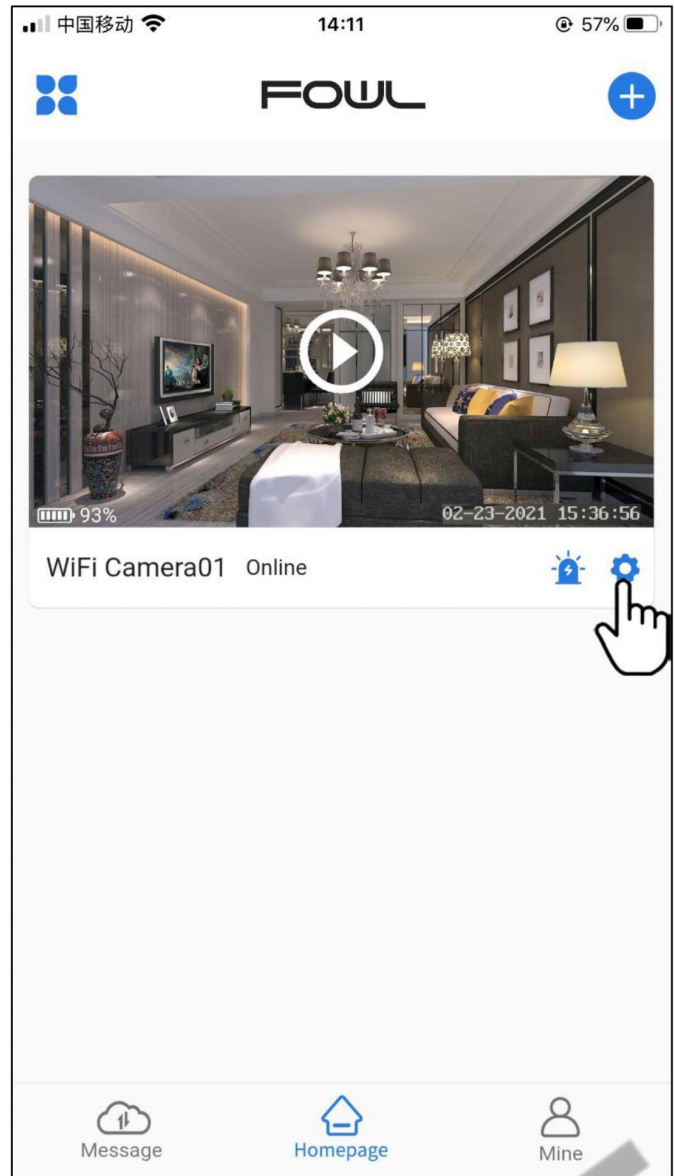 中国移动 14:11 57%
FOWL
93% 02-23-2021 15:36:56
WiFi Camera01 Online
Message Homepage Mine